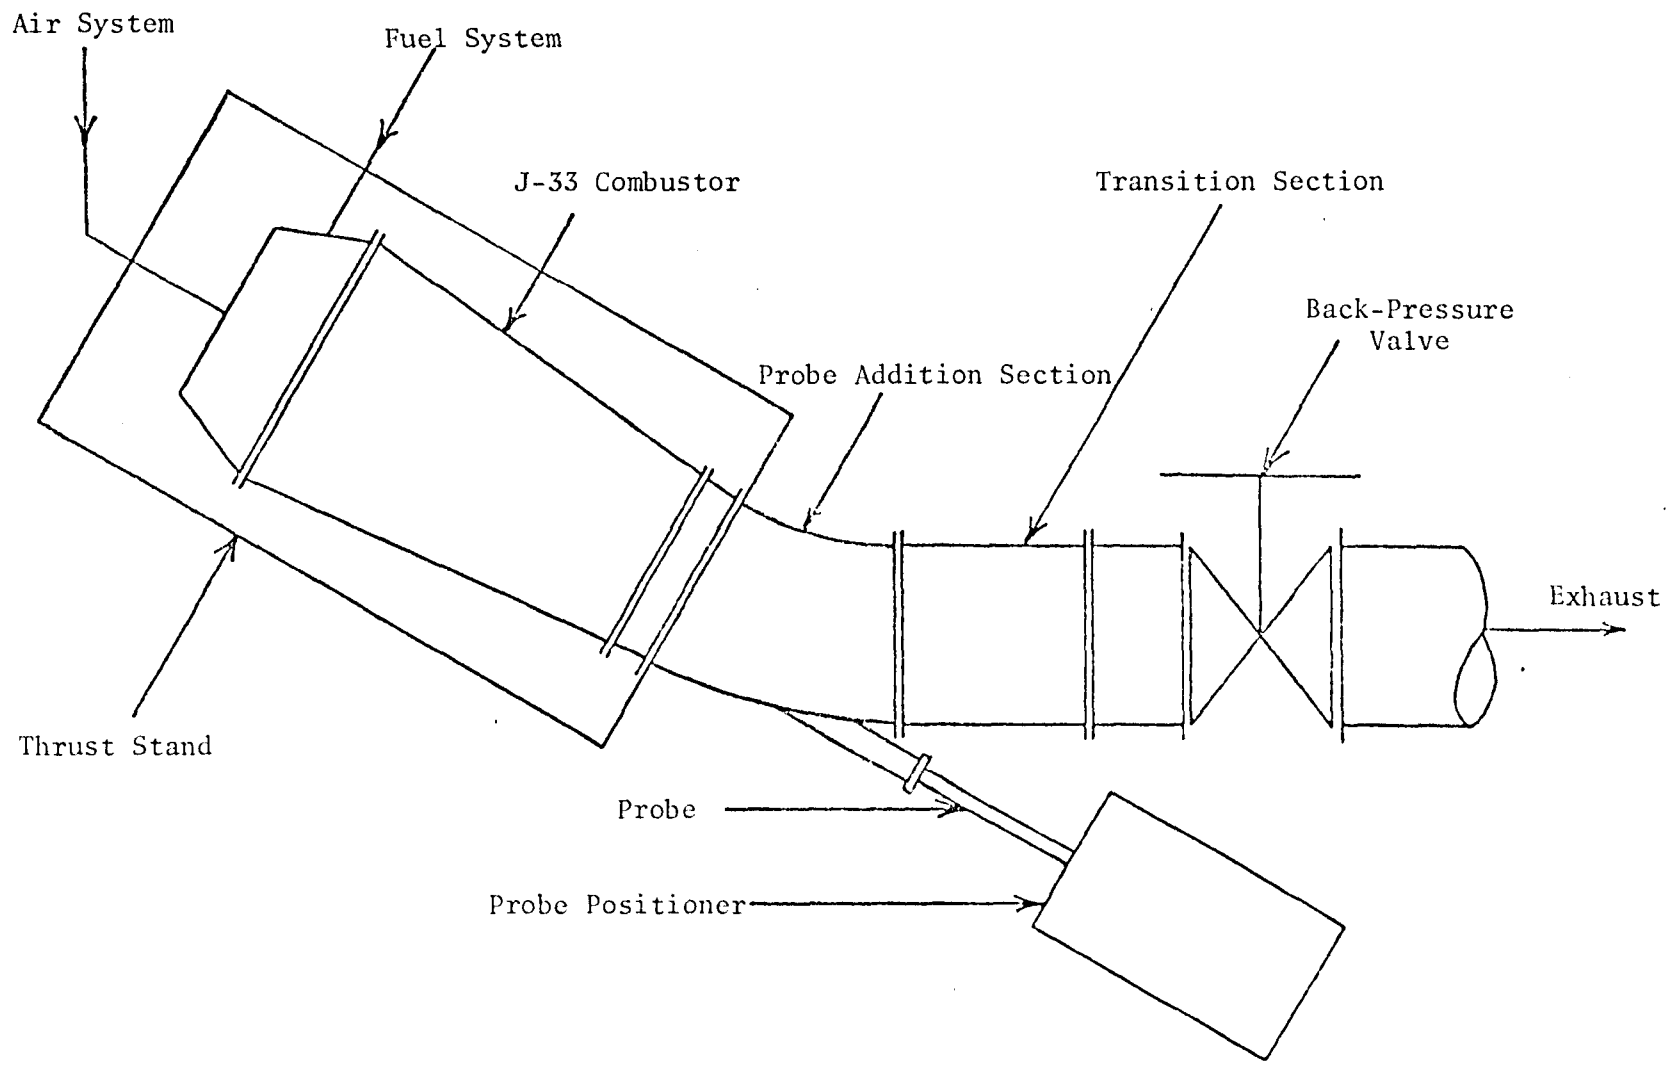 Air System
Fuel System
J-33 Combustor
Transition Section
Back-Pressure
Valve
Probe Addition Section
Exhaust
Thrust Stand
Probe
Probe Positioner